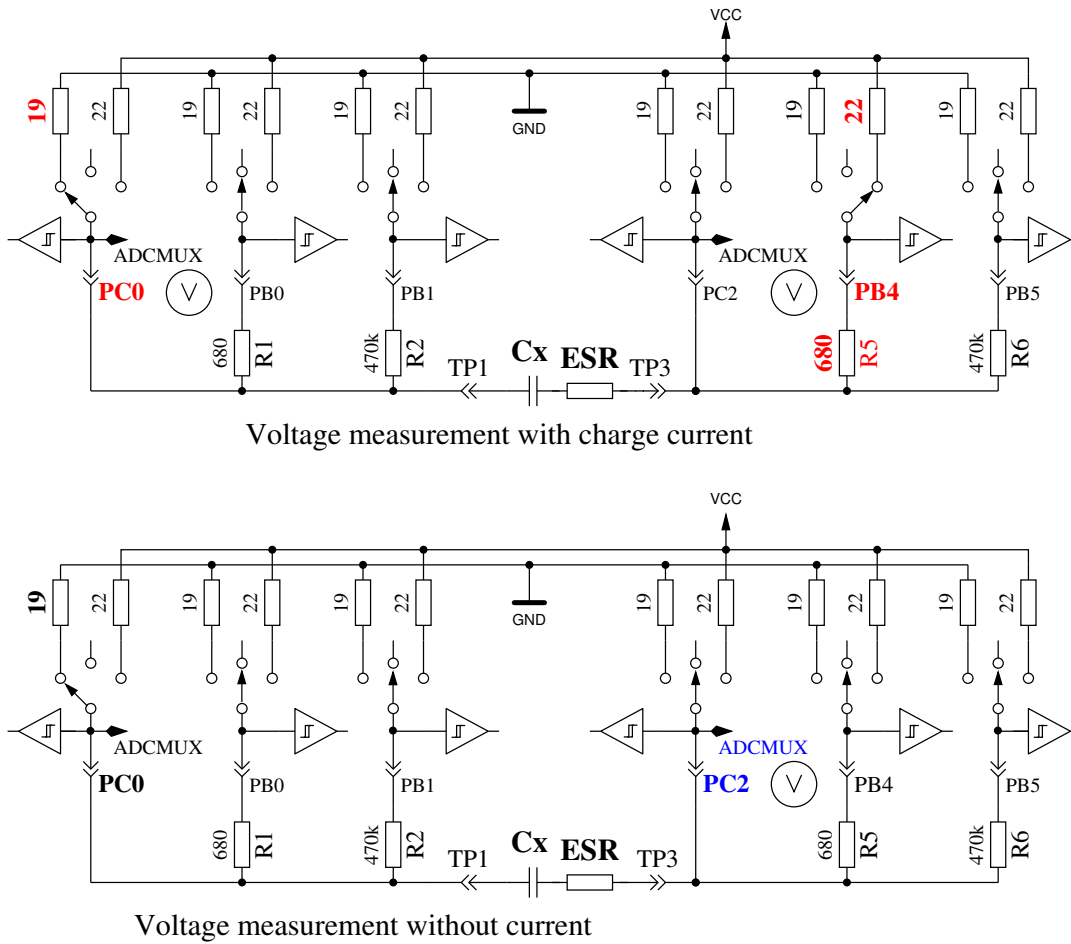 VCC
19 22 19 22 19 22 GND 19 22 19 22 19 22
ADCMUX ADCMUX
PC0 V PB0 PB1 PC2 V PB4 PB5
680 R1 470k R2 680 R5 470k R6
TP1 Cx ESR TP3
Voltage measurement with charge current
VCC
19 22 19 22 19 22 GND 19 22 19 22 19 22
ADCMUX ADCMUX
PC0 PB0 PB1 PC2 V PB4 PB5
680 R1 470k R2 680 R5 470k R6
TP1 Cx ESR TP3
Voltage measurement without current